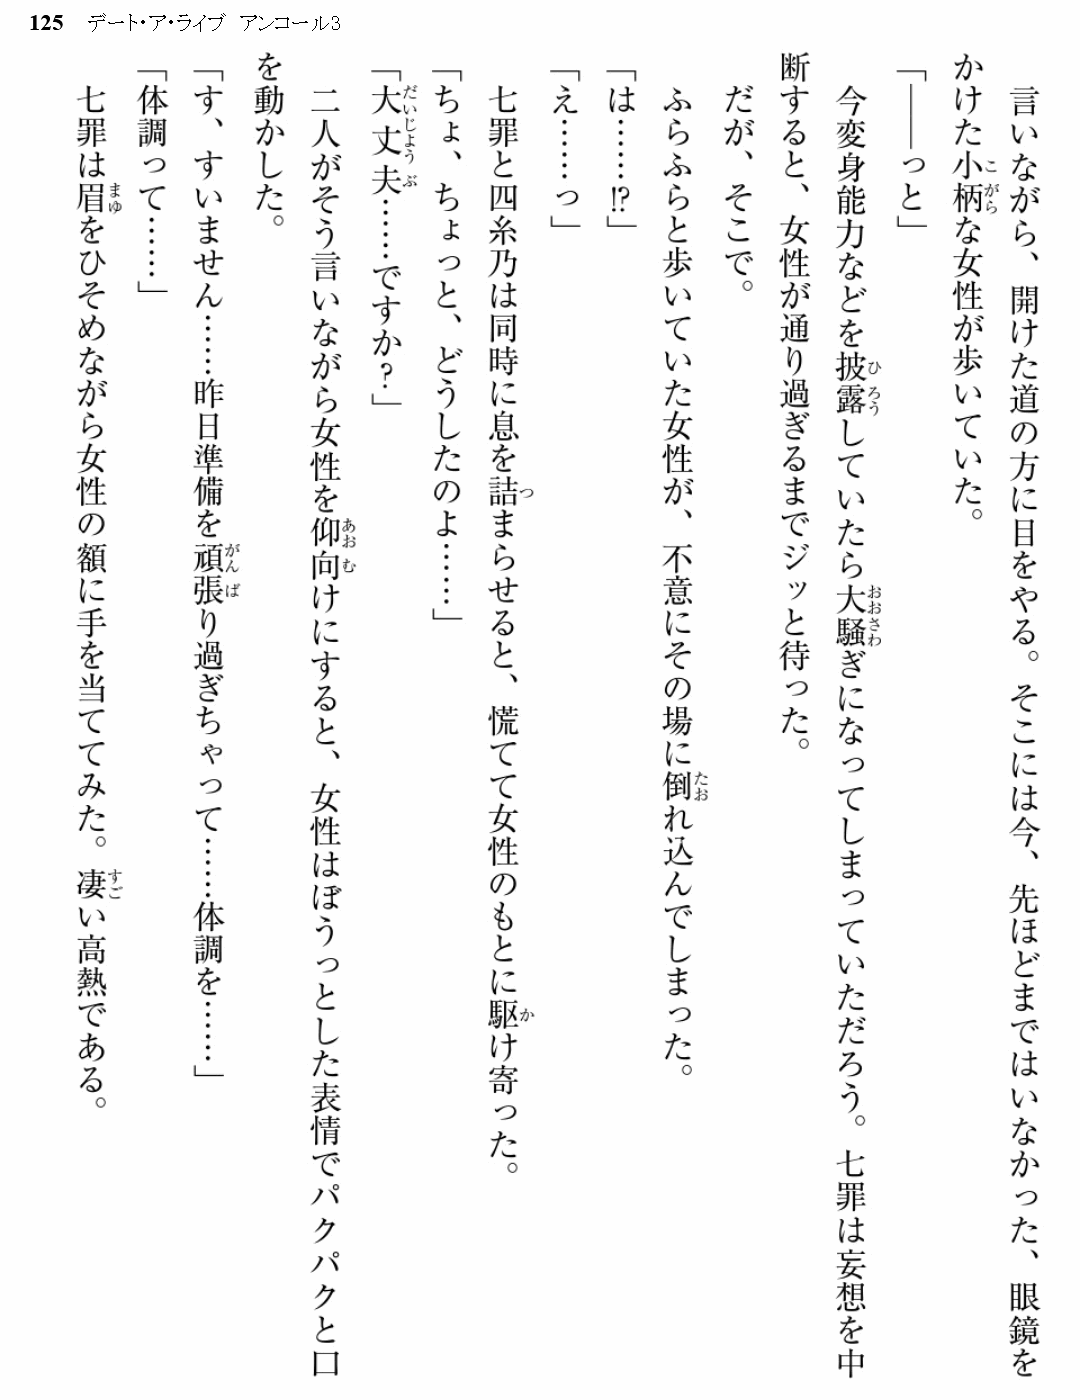 125 デート・ア・ライブ アンコール3
言いながら、開けた道の方に目をやる。そこには今、先ほどまではいなかった、眼鏡を
かけた小柄な女性が歩いていた。
「――っと」
今変身能力などを披露していたら大騒ぎになってしまっていただろう。七罪は妄想を中
断すると、女性が通り過ぎるまでジッと待った。
だが、そこで。
ふらふらと歩いていた女性が、不意にその場に倒れ込んでしまった。
「は……!?」
「え……っ」
七罪と四糸乃は同時に息を詰まらせると、慌てて女性のもとに駆け寄った。
「ちょ、ちょっと、どうしたのよ……」
「大丈夫……ですか?」
二人がそう言いながら女性を仰向けにすると、女性はぼうっとした表情でパクパクと口
を動かした。
「す、すいません……昨日準備を頑張り過ぎちゃって……体調を……」
「体調って……」
七罪は眉をひそめながら女性の額に手を当ててみた。凄い高熱である。